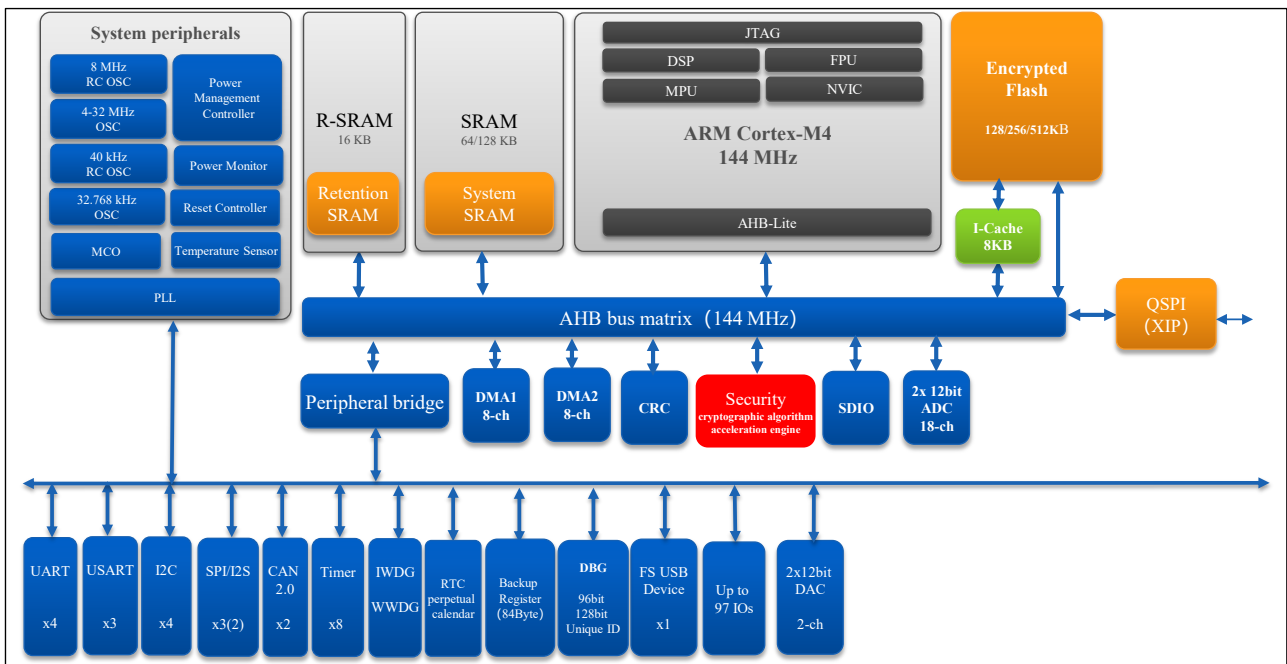 System peripherals
8 MHz
RC OSC
Power
Management
Controller
4-32 MHz
OSC
40 kHz
RC OSC
Power Monitor
32.768 kHz
OSC
Reset Controller
MCO
Temperature Sensor
PLL
R-SRAM
16 KB
Retention
SRAM
SRAM
64/128 KB
System
SRAM
JTAG
DSP
FPU
MPU
NVIC
ARM Cortex-M4
144 MHz
AHB-Lite
Encrypted
Flash
128/256/512KB
I-Cache
8KB
AHB bus matrix（144 MHz）
QSPI
（XIP）
Peripheral bridge
DMA1
8-ch
DMA2
8-ch
CRC
Security
cryptographic algorithm
acceleration engine
SDIO
2x 12bit
ADC
18-ch
UART
x4
USART
x3
I2C
x4
SPI/I2S
x3(2)
CAN
2.0
x2
Timer
x8
IWDG
WWDG
RTC
perpetual
calendar
Backup
Register
(84Byte)
DBG
96bit
128bit
Unique ID
FS USB
Device
x1
Up to
97 IOs
2x12bit
DAC
2-ch